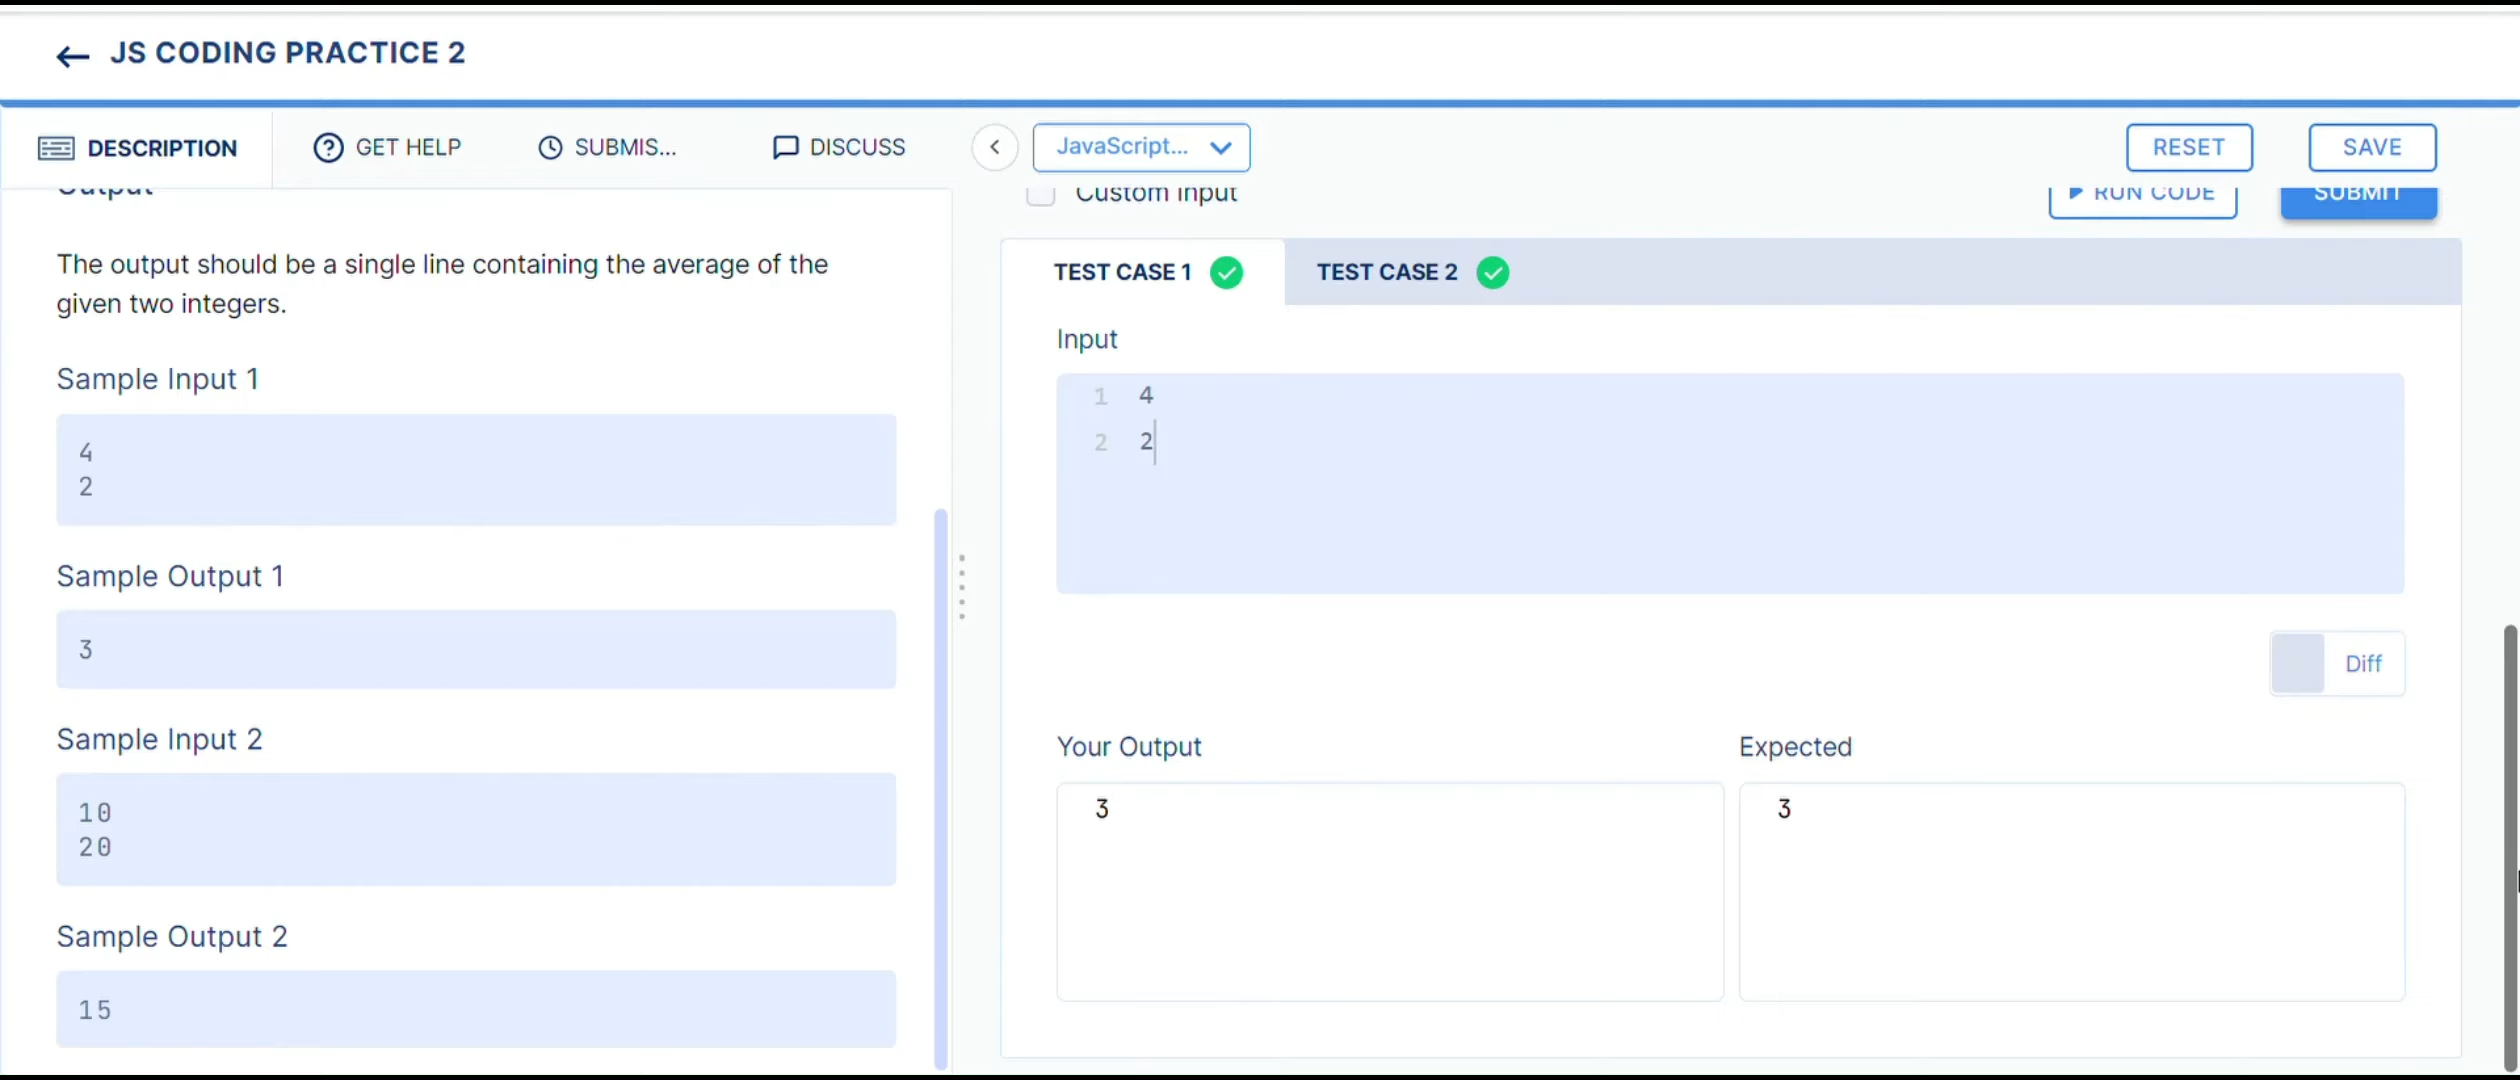 JS CODING PRACTICE 2
DESCRIPTION
GET HELP
SUBMIS...
DISCUSS
JavaScript...
RESET
SAVE
Output
Custom Input
RUN CODE
SUBMIT
The output should be a single line containing the average of the
given two integers.
Sample Input 1
4
2
Sample Output 1
3
Sample Input 2
10
20
Sample Output 2
15
TEST CASE 1
TEST CASE 2
Input
1 4
2 2
Diff
Your Output
Expected
3
3